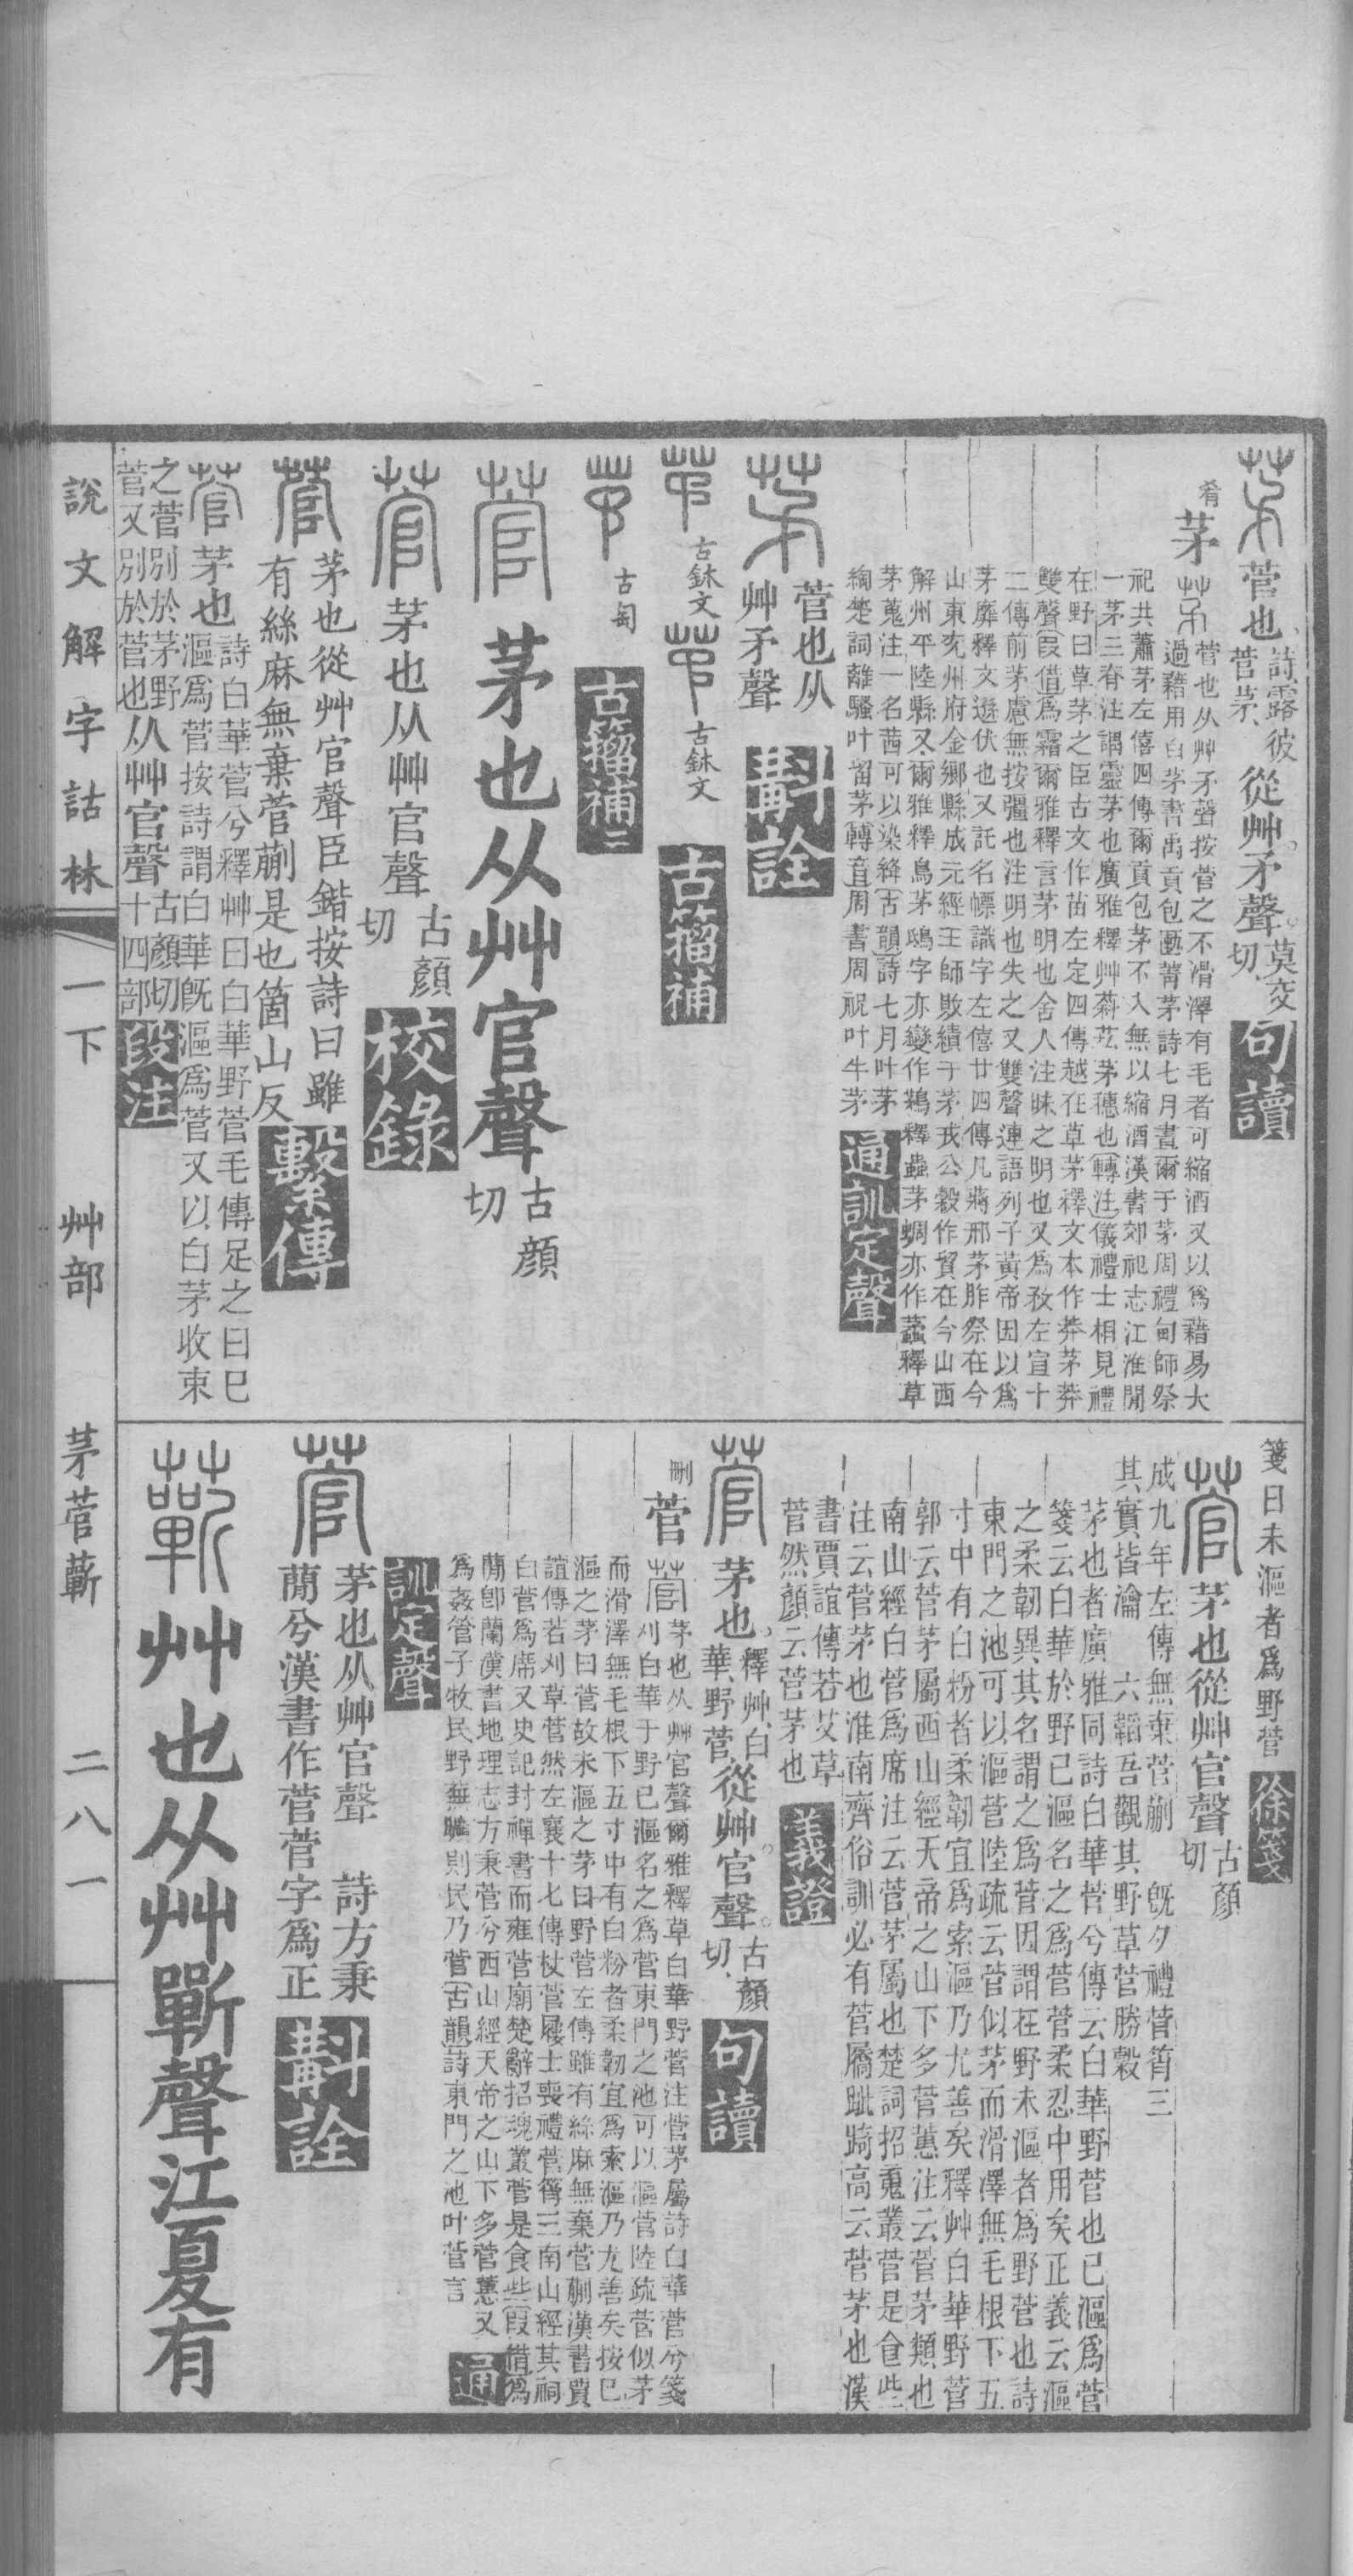 菅也詩露彼
菅茅從艸矛聲莫交
切句讀
肴茅
菅也从艸矛聲按菅之不滑澤有毛者可縮酒又以爲藉易大
過藉用白茅書禹貢包匭菁茅詩七月晝爾于茅周禮甸師祭
祀共蕭茅左僖四傳爾貢包茅不入無以縮酒漢書郊祀志江淮閒
一茅三脊注謂靈茅也廣雅釋艸蒤菍茅穗也轉注儀禮士相見禮
在野曰草茅之臣古文作苗左定四傳越在草茅釋文本作莽茅莽
雙聲叚借爲霿爾雅釋言茅明也舍人注昧之明也又爲孜左宣十
二傳前茅慮無按彊也注明也失之又雙聲連語列子黃帝因以爲
茅靡釋文遜伏也又託名幖識字左僖廿四傳凡蔣邢茅胙祭在今
山東兖州府金鄉縣成元經王師敗績于茅戎公穀作貿在今山西
解州平陸縣又爾雅釋鳥茅鴟字亦變作鶜釋蟲茅蜩亦作蠽釋草
茅蒐注一名茜可以染絳古韻詩七月叶茅
綯楚詞離騷叶留茅轉直周書周祝叶牛茅通訓定聲
菅也从
艸矛聲斠詮
古鉥文
古鉥文古籀補
古匋古籀補二
茅也从艸官聲古顏
切
茅也从艸官聲古顏
切校錄
茅也從艸官聲臣鍇按詩曰雖
有絲麻無棄菅蒯是也箇山反繫傳
茅也詩白華菅兮釋艸曰白華野菅毛傳足之曰已
漚爲菅按詩謂白華旣漚爲菅又以白茅收束
之菅別於茅野
菅又別於菅也从艸官聲古顏切
十四部段注
箋曰未漚者爲野菅徐箋
茅也從艸官聲古顏
切
成九年左傳無棄菅蒯 旣夕禮菅筲三
其實皆瀹 六韜吾觀其野草菅勝穀
茅也者廣雅同詩白華菅兮傳云白華野菅也已漚爲菅
箋云白華於野已漚名之爲菅菅柔忍中用矣正義云漚
之柔韌異其名謂之爲菅因謂在野未漚者爲野菅也詩
東門之池可以漚菅陸疏云菅似茅而滑澤無毛根下五
寸中有白粉者柔韌宜爲索漚乃尤善矣釋艸白華野菅
郭云菅茅屬西山經天帝之山下多菅蕙注云菅茅類也
南山經白菅爲席注云菅茅屬也楚詞招䰟叢菅是食些
注云菅茅也淮南齊俗訓必有菅屩跐踦高云菅茅也漢
書賈誼傳若艾草
菅然顏云菅茅也義證
茅也釋艸白
華野菅從艸官聲古顏
切句讀
刪菅
茅也从艸官聲爾雅釋草白華野菅注菅茅屬詩白華菅兮箋
刈白華于野已漚名之爲菅東門之池可以漚菅陸疏菅似茅
而滑澤無毛根下五寸中有白粉者柔韌宜爲索漚乃尤善矣按已
漚之茅曰菅故未漚之茅曰野菅左傳雖有絲麻無棄菅蒯漢書賈
誼傳若刈草菅然左襄十七傳杖菅屨士喪禮菅筲三南山經其祠
白菅爲席又史記封禪書而雍菅廟楚辭招魂叢菅是食些叚借爲
蕑卽蘭漢書地理志方秉菅兮西山經天帝之山下多菅蕙又
爲姦管子牧民野蕪曠則民乃菅古韻詩東門之池叶菅言通
訓定聲
茅也从艸官聲 詩方秉
蕑兮漢書作菅菅字爲正斠詮
艸也从艸𣂷聲江夏有
說文解字詁林 一下 艸部 茅菅蘄 二八一